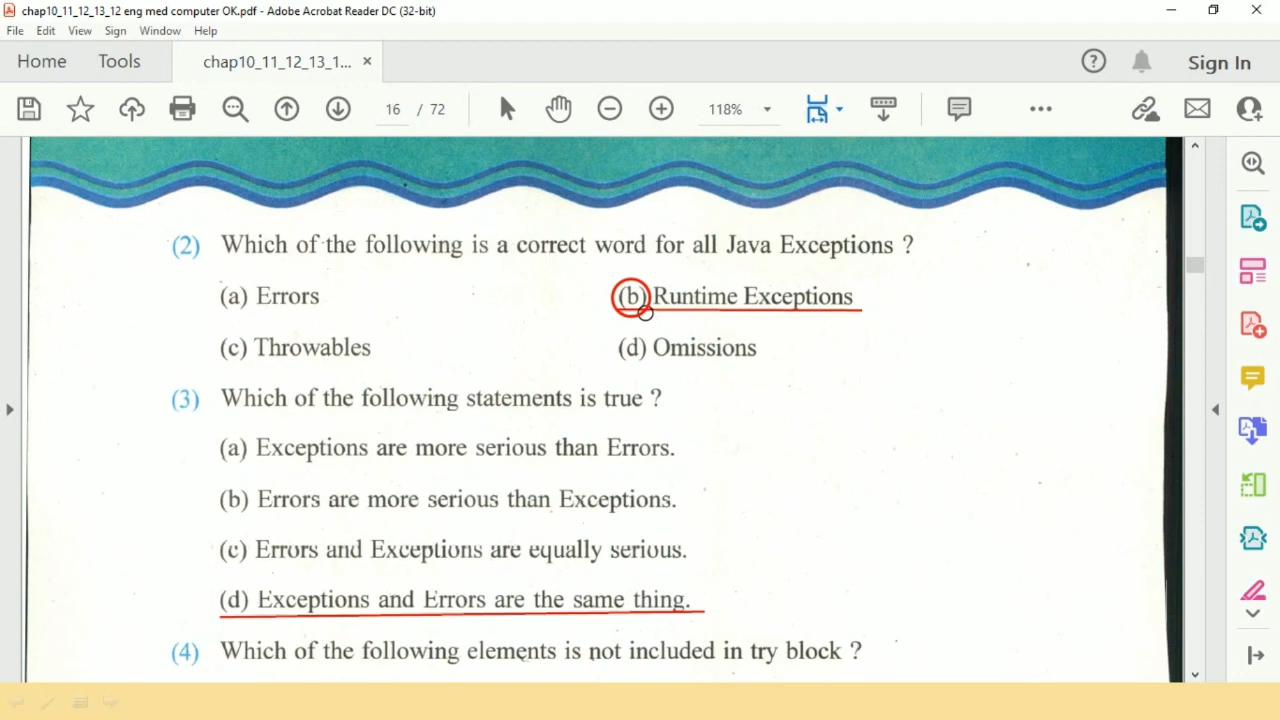 chap10_11_12_13_12 eng med computer OK.pdf - Adobe Acrobat Reader DC (32-bit)
File Edit View Sign Window Help
Home Tools chap10_11_12_13_1... × Sign In
16 / 72 118%
(2) Which of the following is a correct word for all Java Exceptions ?
(a) Errors (b) Runtime Exceptions
(c) Throwables (d) Omissions
(3) Which of the following statements is true ?
(a) Exceptions are more serious than Errors.
(b) Errors are more serious than Exceptions.
(c) Errors and Exceptions are equally serious.
(d) Exceptions and Errors are the same thing.
(4) Which of the following elements is not included in try block ?